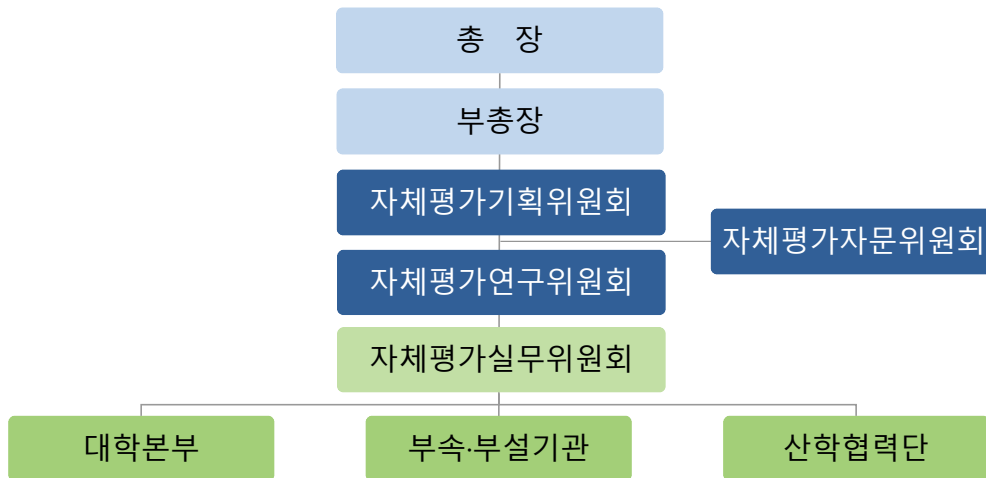 총 장
부총장
자체평가기획위원회
자체평가자문위원회
자체평가연구위원회
자체평가실무위원회
대학본부
부속·부설기관
산학협력단